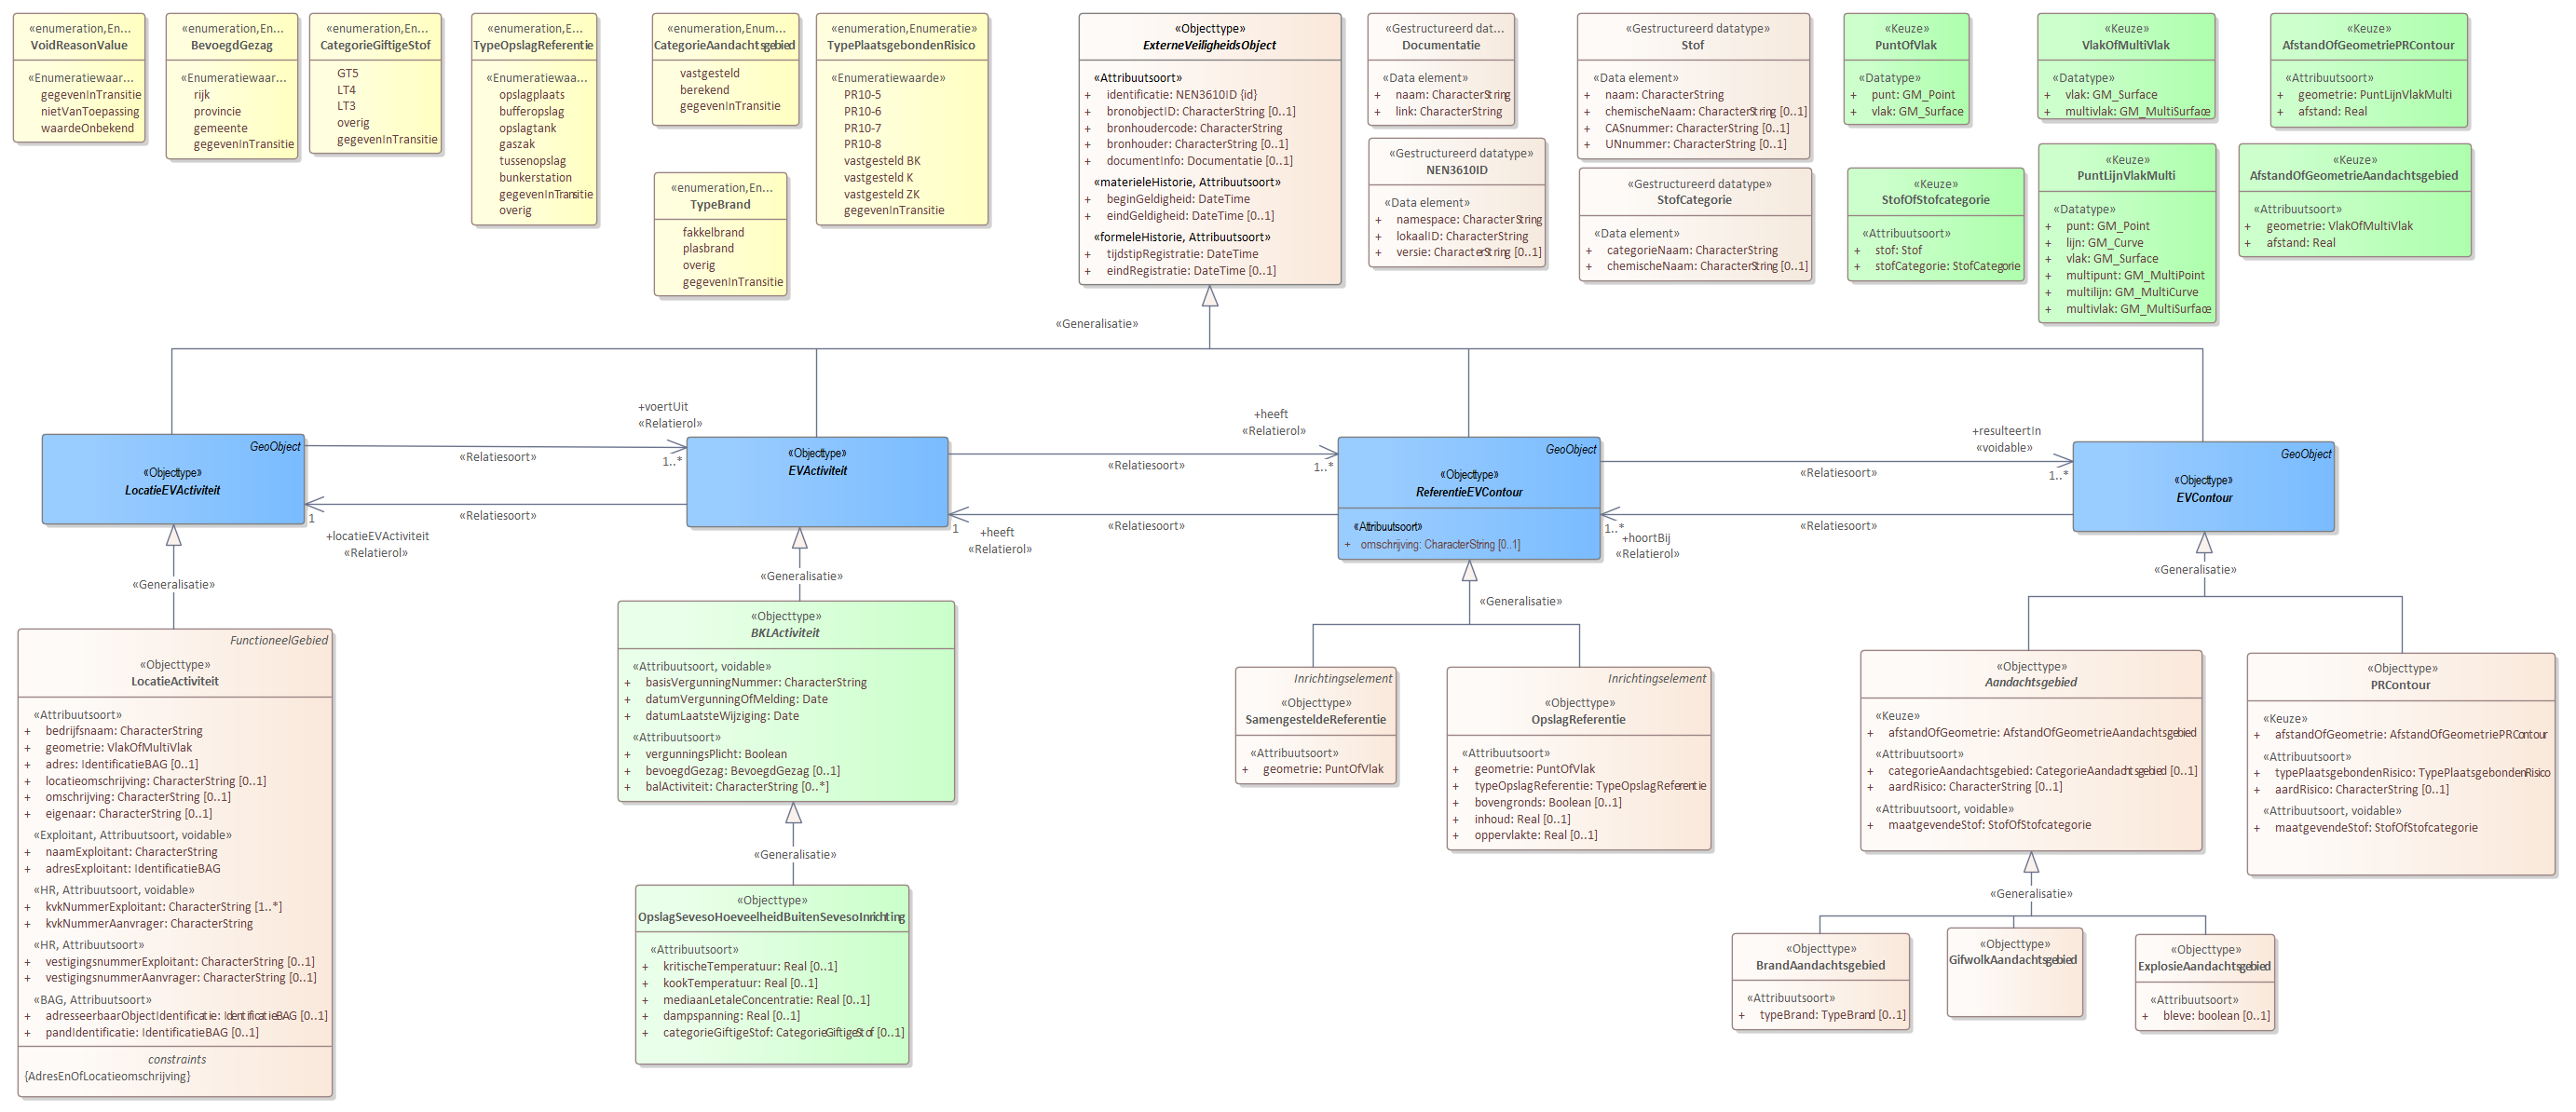 «enumeration,En...
VoidReasonValue
«Enumeratiewaar...
gegevenInTransitie
nietVanToepassing
waardeOnbekend
«enumeration,En...
BevoegdGezag
«Enumeratiewaar...
rijk
provincie
gemeente
gegevenInTransitie
«enumeration,En...
CategorieGiftigeStof
GT5
LT4
LT3
overig
gegevenInTransitie
«enumeration,E...
TypeOpslagReferentie
«Enumeratiewaa...
opslagplaats
bufferopslag
opslagtank
gaszak
tussenopslag
bunkerstation
gegevenInTransitie
overig
«enumeration,Enum...
CategorieAandachtsgebied
vastgesteld
berekend
gegevenInTransitie
«enumeration,En...
TypeBrand
fakkelbrand
plasbrand
overig
gegevenInTransitie
«enumeration,Enumeratie»
TypePlaatsgebondenRisico
«Enumeratiewaarde»
PR10-5
PR10-6
PR10-7
PR10-8
vastgesteld BK
vastgesteld K
vastgesteld ZK
gegevenInTransitie
«Objecttype»
ExterneVeiligheidsObject
«Attribuutsoort»
+ identificatie: NEN3610ID {id}
+ bronobjectID: CharacterString [0..1]
+ bronhoudercode: CharacterString
+ bronhouder: CharacterString [0..1]
+ documentInfo: Documentatie [0..1]
«materieleHistorie, Attribuutsoort»
+ beginGeldigheid: DateTime
+ eindGeldigheid: DateTime [0..1]
«formeleHistorie, Attribuutsoort»
+ tijdstipRegistratie: DateTime
+ eindRegistratie: DateTime [0..1]
«Gestructureerd dat...
Documentatie
«Data element»
+ naam: CharacterString
+ link: CharacterString
«Gestructureerd datatype»
NEN3610ID
«Data element»
+ namespace: CharacterString
+ lokaalID: CharacterString
+ versie: CharacterString [0..1]
«Gestructureerd datatype»
Stof
«Data element»
+ naam: CharacterString
+ chemischeNaam: CharacterString [0..1]
+ CASnummer: CharacterString [0..1]
+ UNnummer: CharacterString [0..1]
«Gestructureerd datatype»
StofCategorie
«Data element»
+ categorieNaam: CharacterString
+ chemischeNaam: CharacterString [0..1]
«Keuze»
PuntOfVlak
«Datatype»
+ punt: GM_Point
+ vlak: GM_Surface
«Keuze»
StofOfStofcategorie
«Attribuutsoort»
+ stof: Stof
+ stofCategorie: StofCategorie
«Keuze»
VlakOfMultiVlak
«Datatype»
+ vlak: GM_Surface
+ multivlak: GM_MultiSurface
«Keuze»
PuntLijnVlakMulti
«Datatype»
+ punt: GM_Point
+ lijn: GM_Curve
+ vlak: GM_Surface
+ multipunt: GM_MultiPoint
+ multilijn: GM_MultiCurve
+ multivlak: GM_MultiSurface
«Keuze»
AfstandOfGeometriePRContour
«Attribuutsoort»
+ geometrie: PuntLijnVlakMulti
+ afstand: Real
«Keuze»
AfstandOfGeometrieAandachtsgebied
«Attribuutsoort»
+ geometrie: VlakOfMultiVlak
+ afstand: Real
«Generalisatie»
GeoObject
«Objecttype»
LocatieEVActiviteit
+voertUit
«Relatierol»
1..*
«Relatiesoort»
«Relatiesoort»
1
+locatieEVActiviteit
«Relatierol»
«Objecttype»
EVActiviteit
+heeft
«Relatierol»
1..*
«Relatiesoort»
«Relatiesoort»
1
+heeft
«Relatierol»
GeoObject
«Objecttype»
ReferentieEVContour
«Attribuutsoort»
+ omschrijving: CharacterString [0..1]
+resulteertIn
«voidable»
1..*
«Relatiesoort»
«Relatiesoort»
1..*
+hoortBij
«Relatierol»
GeoObject
«Objecttype»
EVContour
«Generalisatie»
«Generalisatie»
«Generalisatie»
«Generalisatie»
FunctioneelGebied
«Objecttype»
LocatieActiviteit
«Attribuutsoort»
+ bedrijfsnaam: CharacterString
+ geometrie: VlakOfMultiVlak
+ adres: IdentificatieBAG [0..1]
+ locatieomschrijving: CharacterString [0..1]
+ omschrijving: CharacterString [0..1]
+ eigenaar: CharacterString [0..1]
«Exploitant, Attribuutsoort, voidable»
+ naamExploitant: CharacterString
+ adresExploitant: IdentificatieBAG
«HR, Attribuutsoort, voidable»
+ kvkNummerExploitant: CharacterString [1..*]
+ kvkNummerAanvrager: CharacterString
«HR, Attribuutsoort»
+ vestigingsnummerExploitant: CharacterString [0..1]
+ vestigingsnummerAanvrager: CharacterString [0..1]
«BAG, Attribuutsoort»
+ adresseerbaarObjectIdentificatie: IdentificatieBAG [0..1]
+ pandIdentificatie: IdentificatieBAG [0..1]
constraints
{AdresEnOfLocatieomschrijving}
«Objecttype»
BKLActiviteit
«Attribuutsoort, voidable»
+ basisVergunningNummer: CharacterString
+ datumVergunningOfMelding: Date
+ datumLaatsteWijziging: Date
«Attribuutsoort»
+ vergunningsPlicht: Boolean
+ bevoegdGezag: BevoegdGezag [0..1]
+ balActiviteit: CharacterString [0..*]
«Generalisatie»
«Objecttype»
OpslagSevesoHoeveelheidBuitenSevesoInrichting
«Attribuutsoort»
+ kritischeTemperatuur: Real [0..1]
+ kookTemperatuur: Real [0..1]
+ mediaanLetaleConcentratie: Real [0..1]
+ dampspanning: Real [0..1]
+ categorieGiftigeStof: CategorieGiftigeStof [0..1]
Inrichtingselement
«Objecttype»
SamengesteldeReferentie
«Attribuutsoort»
+ geometrie: PuntOfVlak
Inrichtingselement
«Objecttype»
OpslagReferentie
«Attribuutsoort»
+ geometrie: PuntOfVlak
+ typeOpslagReferentie: TypeOpslagReferentie
+ bovengronds: Boolean [0..1]
+ inhoud: Real [0..1]
+ oppervlakte: Real [0..1]
«Objecttype»
Aandachtsgebied
«Keuze»
+ afstandOfGeometrie: AfstandOfGeometrieAandachtsgebied
«Attribuutsoort»
+ categorieAandachtsgebied: CategorieAandachtsgebied [0..1]
+ aardRisico: CharacterString [0..1]
«Attribuutsoort, voidable»
+ maatgevendeStof: StofOfStofcategorie
«Objecttype»
PRContour
«Keuze»
+ afstandOfGeometrie: AfstandOfGeometriePRContour
«Attribuutsoort»
+ typePlaatsgebondenRisico: TypePlaatsgebondenRisico
+ aardRisico: CharacterString [0..1]
«Attribuutsoort, voidable»
+ maatgevendeStof: StofOfStofcategorie
«Generalisatie»
«Objecttype»
BrandAandachtsgebied
«Attribuutsoort»
+ typeBrand: TypeBrand [0..1]
«Objecttype»
GifwolkAandachtsgebied
«Objecttype»
ExplosieAandachtsgebied
«Attribuutsoort»
+ bleve: boolean [0..1]